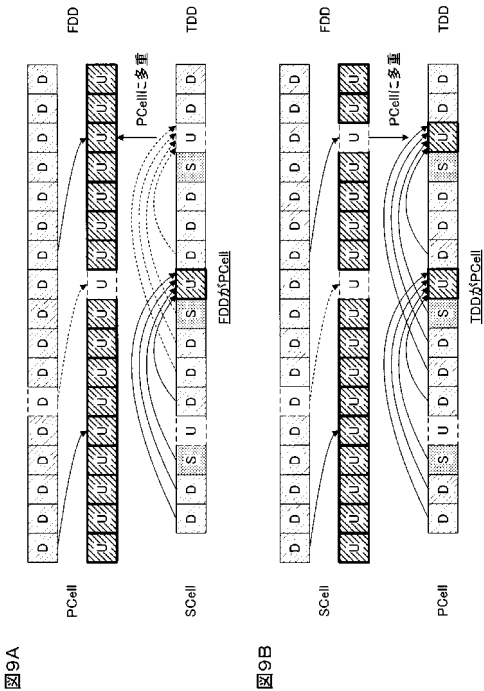 図9A
PCell
D D D D D D D D D D D D D D D D D
FDD
U U U U U U U U U U U U U U U U U
PCellに多重
SCell
D D S U D D D S U D D D S U D D
TDD
FDDがPCell
図9B
SCell
D D D D D D D D D D D D D D D D D
FDD
U U U U U U U U U U U U U U U U U
PCellに多重
PCell
D D S U D D D S U D D D S U D D
TDD
TDDがPCell